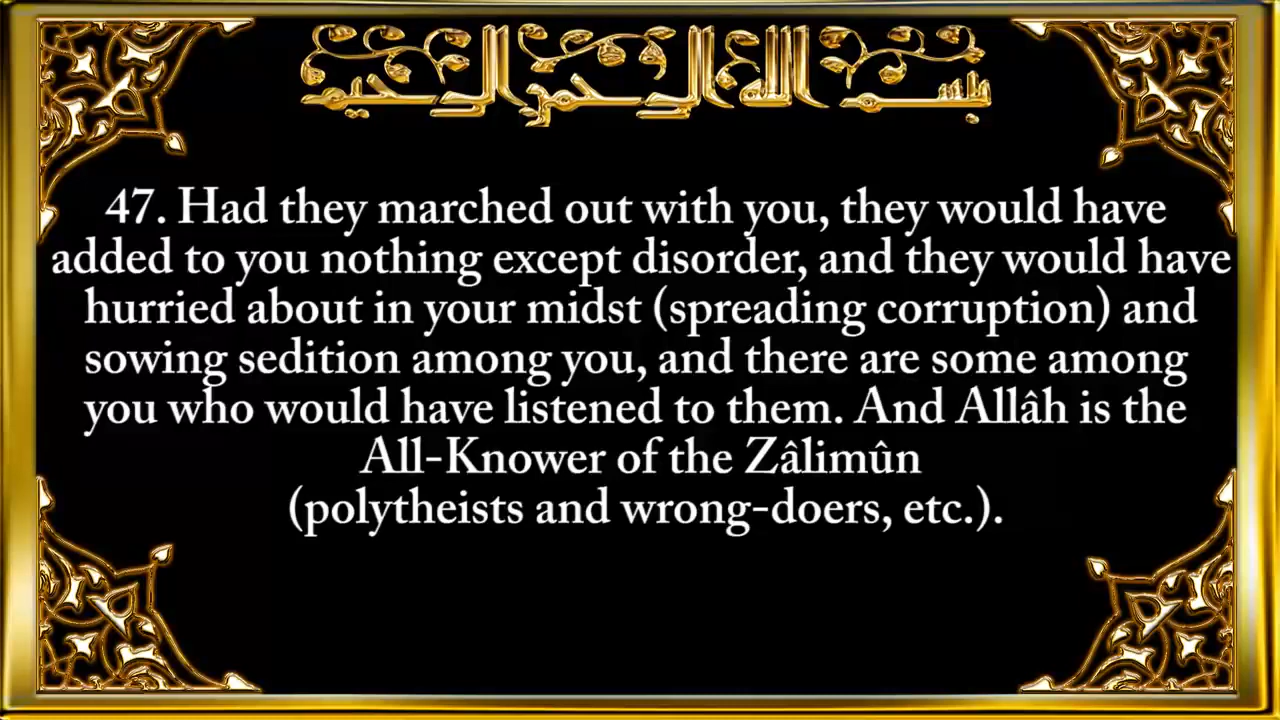 بسم الله الرحمن الرحيم
47. Had they marched out with you, they would have
added to you nothing except disorder, and they would have
hurried about in your midst (spreading corruption) and
sowing sedition among you, and there are some among
you who would have listened to them. And Allâh is the
All-Knower of the Zâlimûn
(polytheists and wrong-doers, etc.).